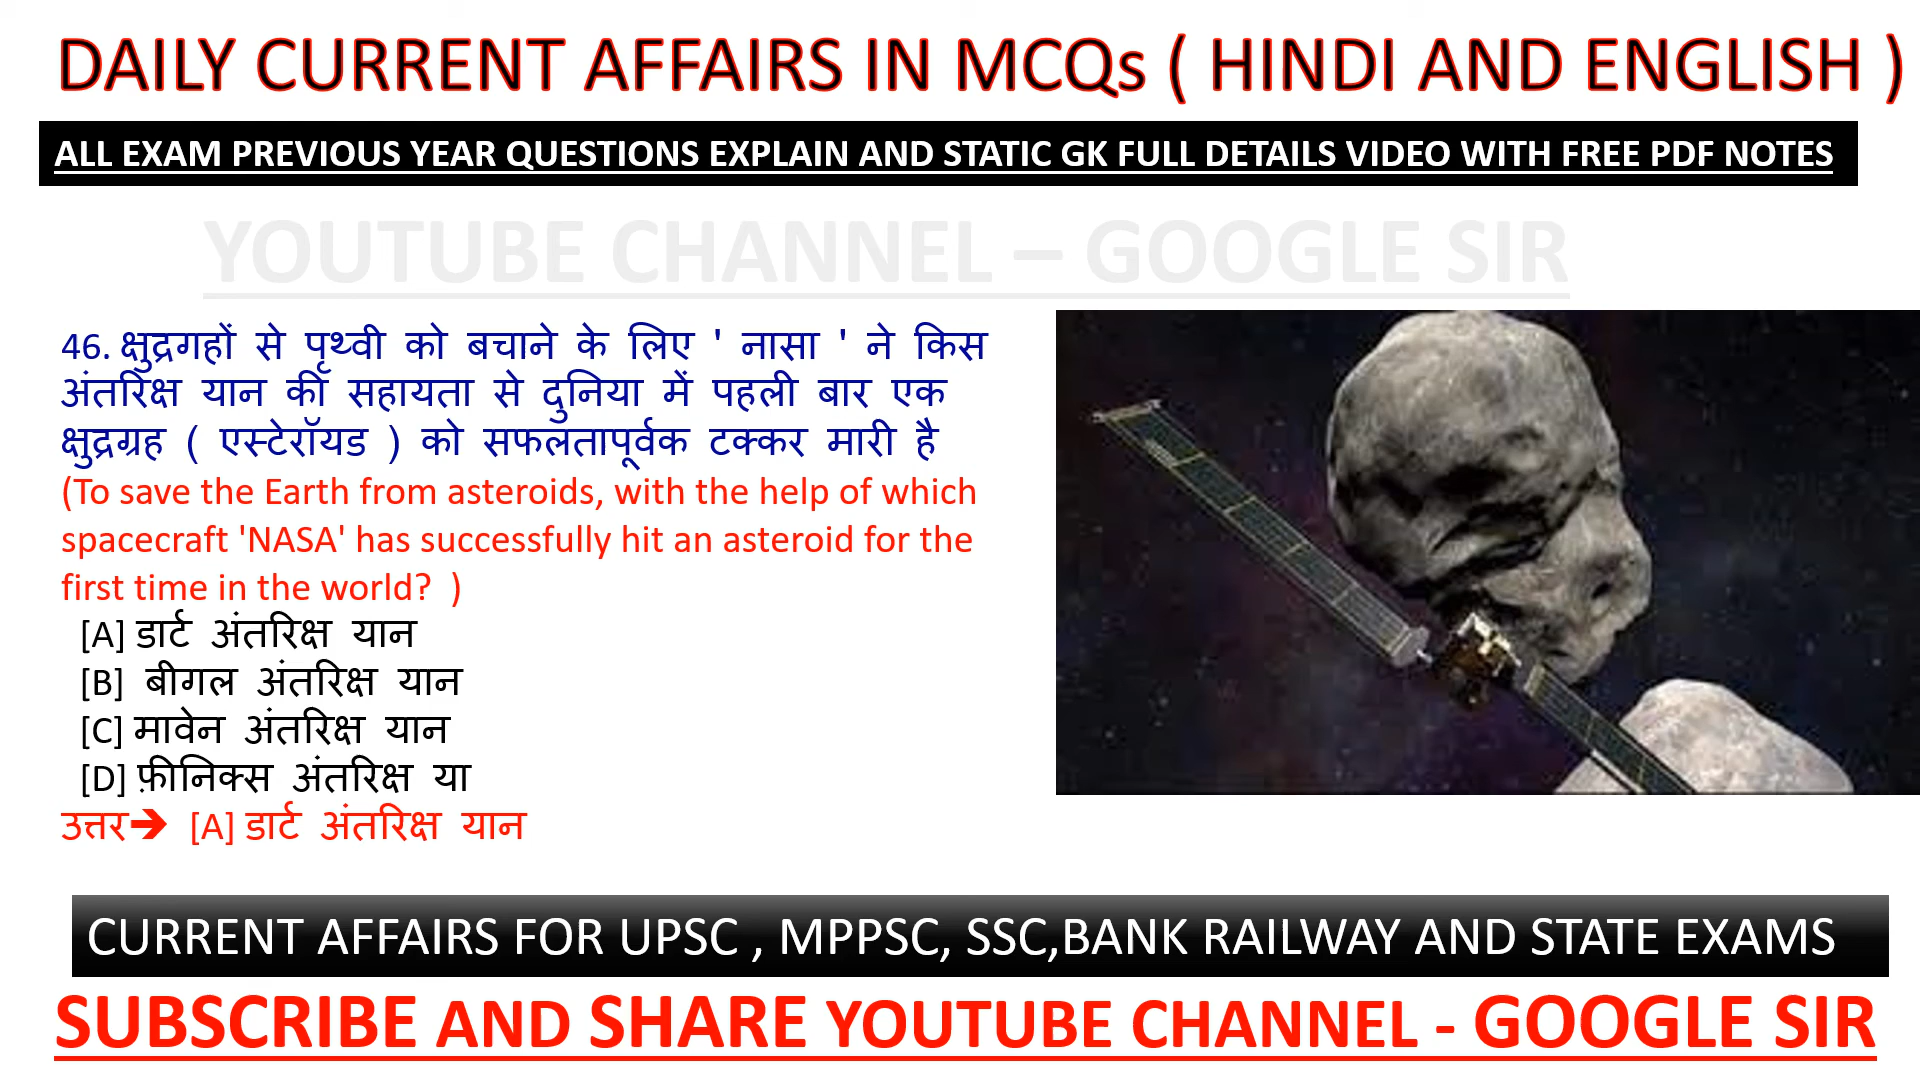 DAILY CURRENT AFFAIRS IN MCQs ( HINDI AND ENGLISH )
ALL EXAM PREVIOUS YEAR QUESTIONS EXPLAIN AND STATIC GK FULL DETAILS VIDEO WITH FREE PDF NOTES
YOUTUBE CHANNEL – GOOGLE SIR
46. क्षुद्रगहों से पृथ्वी को बचाने के लिए ' नासा ' ने किस
अंतरिक्ष यान की सहायता से दुनिया में पहली बार एक
क्षुद्रग्रह ( एस्टेरॉयड ) को सफलतापूर्वक टक्कर मारी है
(To save the Earth from asteroids, with the help of which
spacecraft 'NASA' has successfully hit an asteroid for the
first time in the world? )
[A] डार्ट अंतरिक्ष यान
[B] बीगल अंतरिक्ष यान
[C] मावेन अंतरिक्ष यान
[D] फ़ीनिक्स अंतरिक्ष या
उत्तर➔ [A] डार्ट अंतरिक्ष यान
CURRENT AFFAIRS FOR UPSC , MPPSC, SSC,BANK RAILWAY AND STATE EXAMS
SUBSCRIBE AND SHARE YOUTUBE CHANNEL - GOOGLE SIR